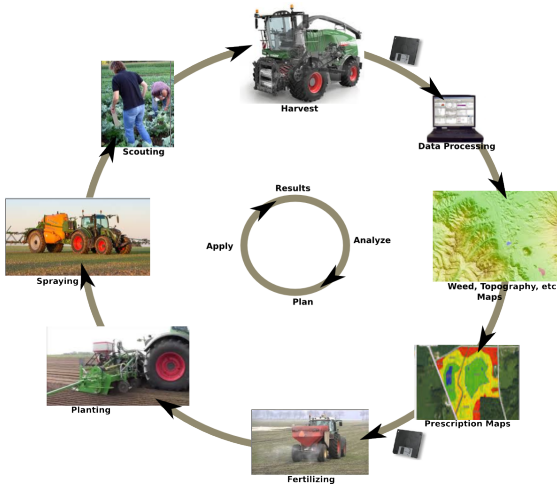 Harvest
Data Processing
Weed, Topography, etc
Maps
Prescription Maps
Fertilizing
Planting
Spraying
Scouting
Results
Analyze
Plan
Apply